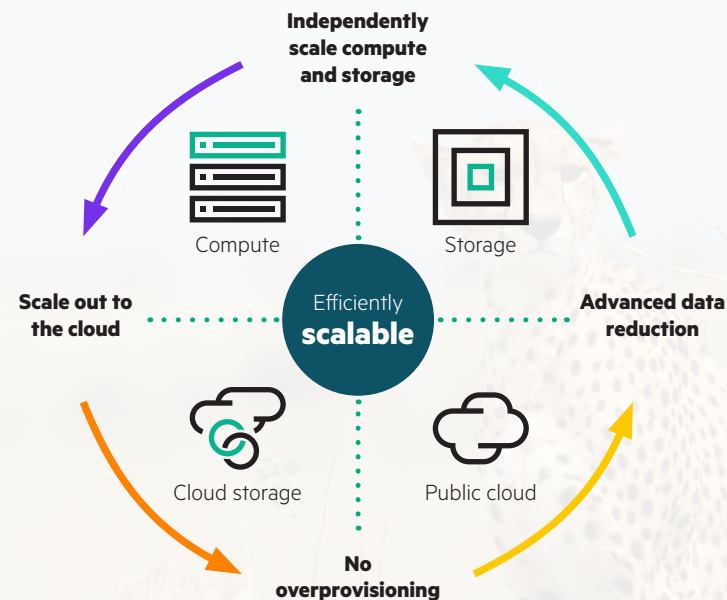 Independently
scale compute
and storage
Compute
Storage
Scale out to
the cloud
Efficiently
scalable
Advanced data
reduction
Cloud storage
Public cloud
No
overprovisioning